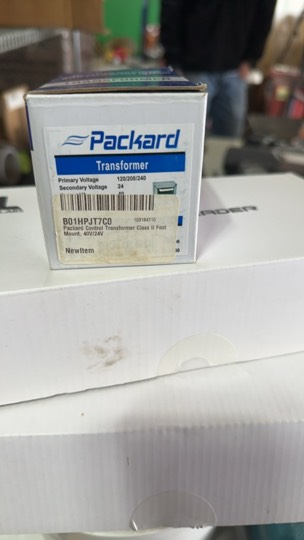 Packard
Transformer
Primary Voltage 120/208/240
Secondary Voltage 24
40
B01HPJT7C0
Packard Control Transformer Class II Foot
Mount, 40V/24V
NewItem